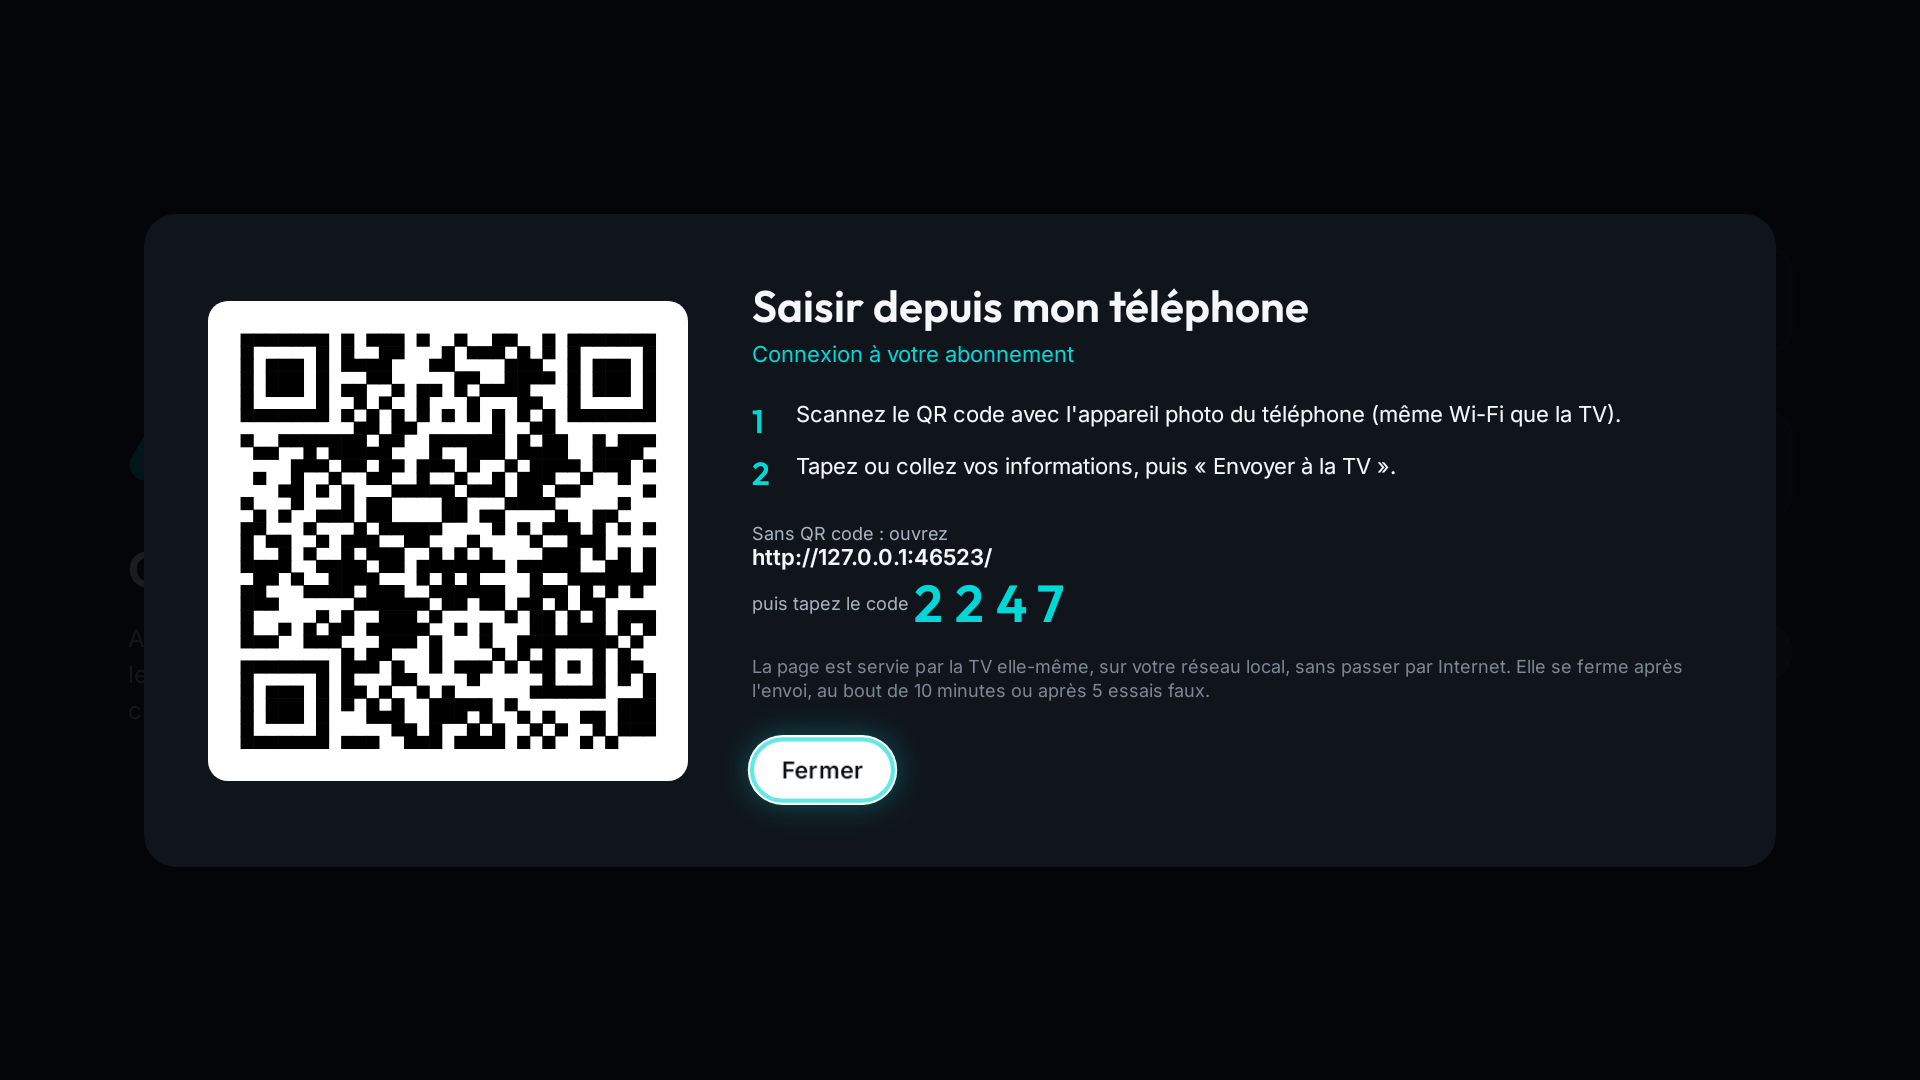 Saisir depuis mon téléphone
Connexion à votre abonnement
1 Scannez le QR code avec l'appareil photo du téléphone (même Wi-Fi que la TV).
2 Tapez ou collez vos informations, puis « Envoyer à la TV ».
Sans QR code : ouvrez
http://127.0.0.1:46523/
puis tapez le code 2247
La page est servie par la TV elle-même, sur votre réseau local, sans passer par Internet. Elle se ferme après
l'envoi, au bout de 10 minutes ou après 5 essais faux.
Fermer